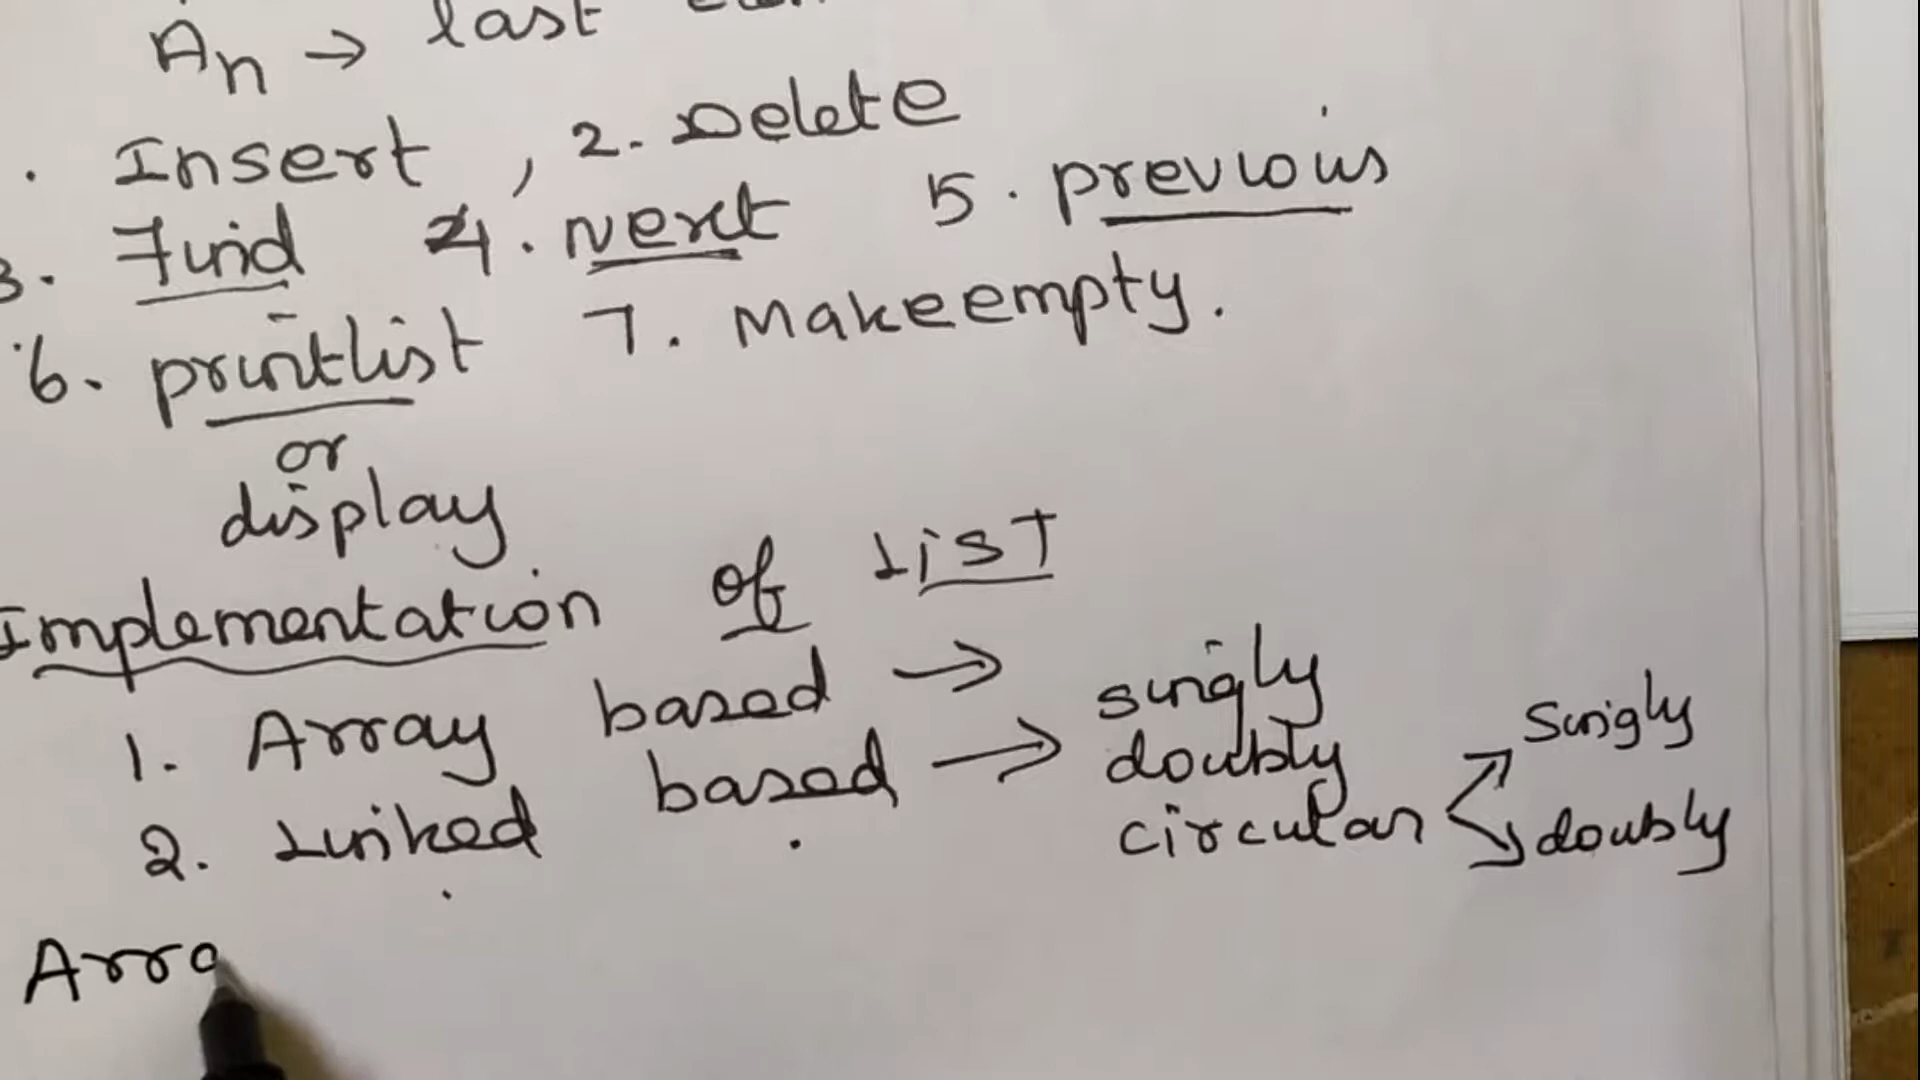 An → last
. Insert , 2. Delete
3. Find 4. next 5. previous
6. printlist 7. Makeempty.
or
display
Implementation of LIST
1. Array based →
2. Linked based → singly
doubly
circular
singly
doubly
Arra